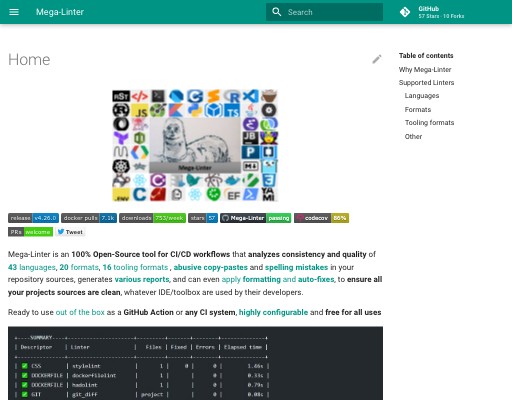 Mega-Linter
Search
GitHub
57 Stars · 18 Forks
Home
Table of contents
Why Mega-Linter
Supported Linters
Languages
Formats
Tooling formats
Other
Mega-Linter
release v4.26.0 docker pulls 7.1k downloads 753/week stars 57 Mega-Linter passing codecov 86%
PRs welcome Tweet
Mega-Linter is an 100% Open-Source tool for CI/CD workflows that analyzes consistency and quality of
43 languages, 20 formats, 16 tooling formats , abusive copy-pastes and spelling mistakes in your
repository sources, generates various reports, and can even apply formatting and auto-fixes, to ensure all
your projects sources are clean, whatever IDE/toolbox are used by their developers.
Ready to use out of the box as a GitHub Action or any CI system, highly configurable and free for all uses
+----SUMMARY----+
| Descriptor | Linter | Files | Fixed | Errors | Elapsed time |
| ✅ CSS | stylelint | 1 | 0 | 0 | 1.46s |
| ✅ DOCKERFILE | dockerfilelint | 1 | | 0 | 0.33s |
| ✅ DOCKERFILE | hadolint | 1 | | 0 | 0.79s |
| ✅ GIT | git_diff | project | | 0 | 0.08s |